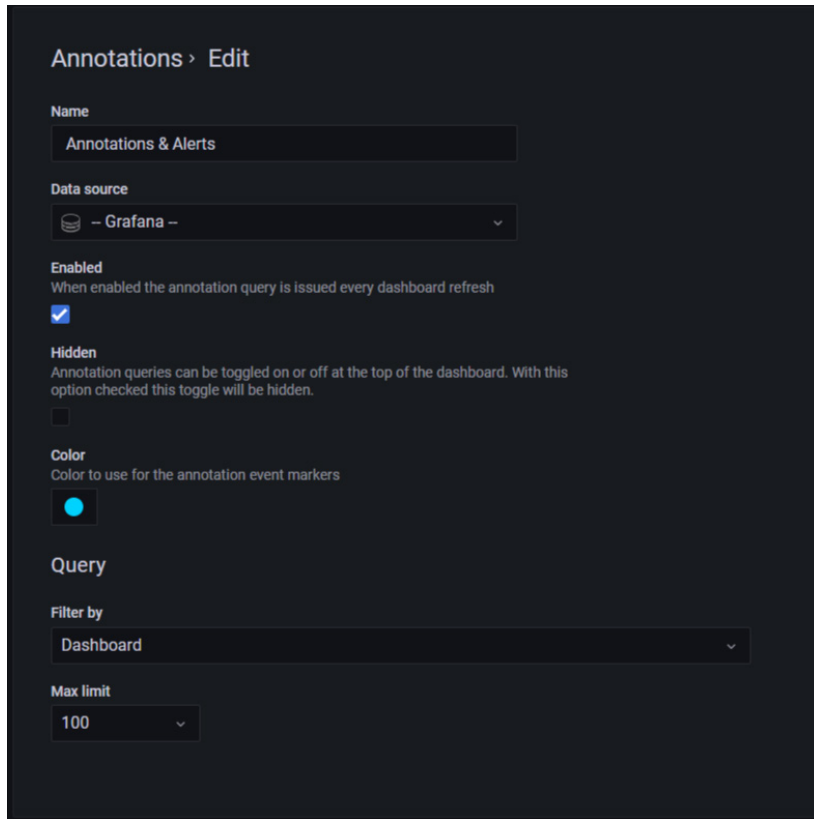 Annotations › Edit
Name
Annotations & Alerts
Data source
-- Grafana --
Enabled
When enabled the annotation query is issued every dashboard refresh
Hidden
Annotation queries can be toggled on or off at the top of the dashboard. With this
option checked this toggle will be hidden.
Color
Color to use for the annotation event markers
Query
Filter by
Dashboard
Max limit
100